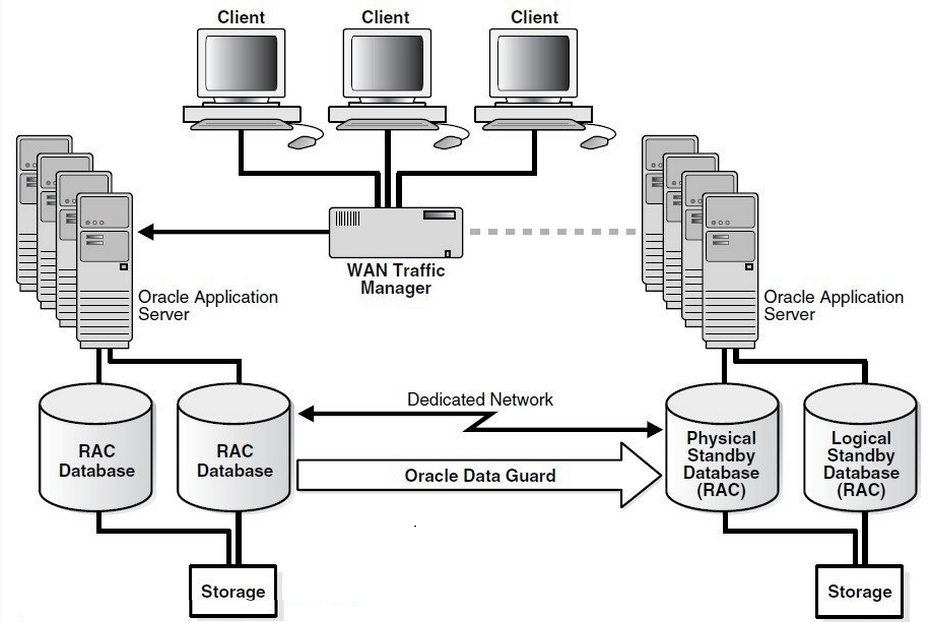 Client
Client
Client
WAN Traffic
Manager
Oracle Application
Server
Oracle Application
Server
Dedicated Network
RAC
Database
RAC
Database
Oracle Data Guard
Physical
Standby
Database
(RAC)
Logical
Standby
Database
(RAC)
Storage
Storage